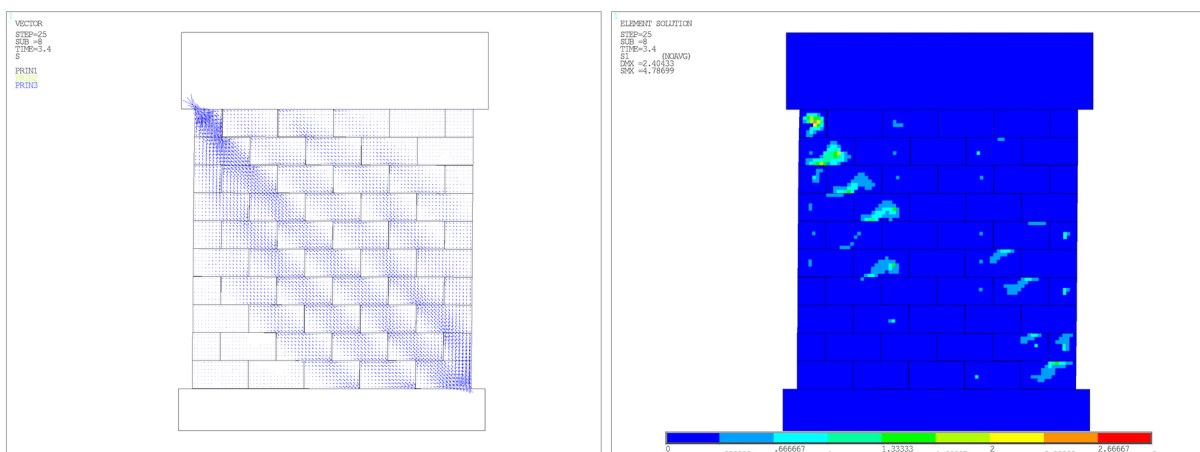 1
VECTOR
STEP=25
SUB =8
TIME=3.4
S
PRIN1
PRIN2
PRIN3
1
ELEMENT SOLUTION
STEP=25
SUB =8
TIME=3.4
S1 (NOAVG)
DMX =2.40433
SMX =4.78699
0 .666667 1.33333 2 2.66667